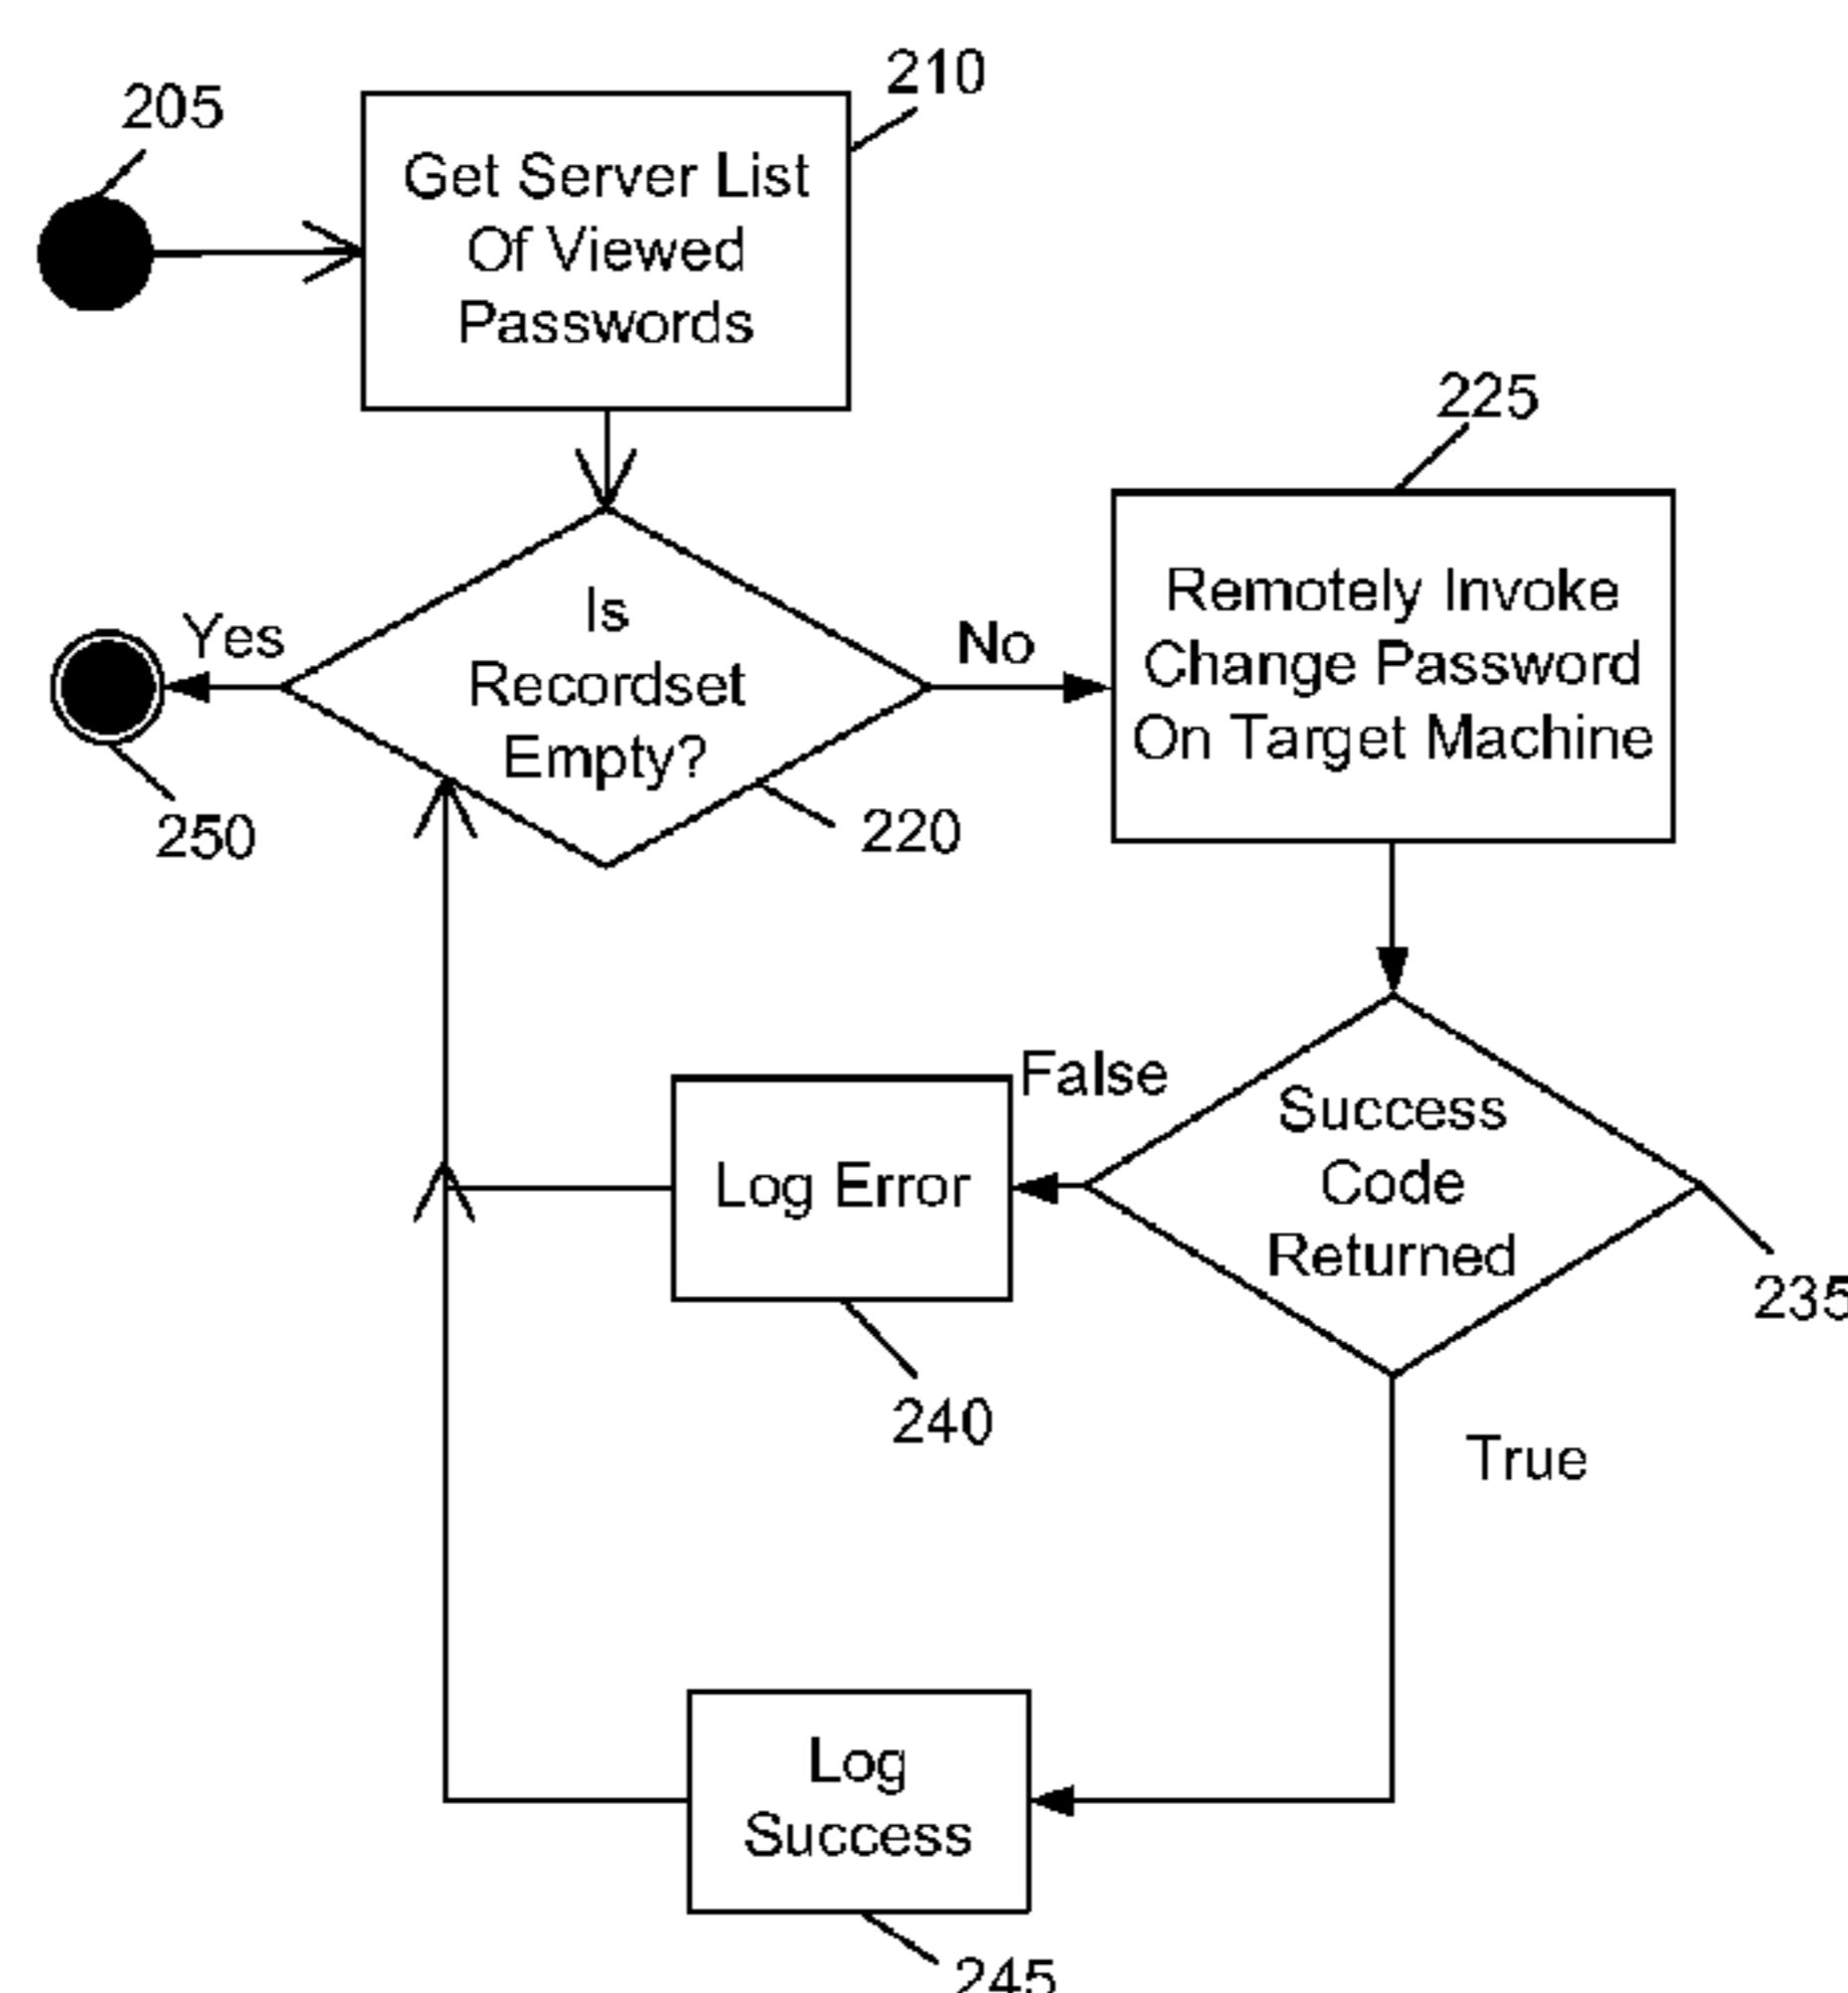 205
210
Get Server List
Of Viewed
Passwords
225
Is
Recordset
Empty?
Yes
No
250
220
Remotely Invoke
Change Password
On Target Machine
False
Success
Code
Returned
Log Error
235
240
True
Log
Success
245